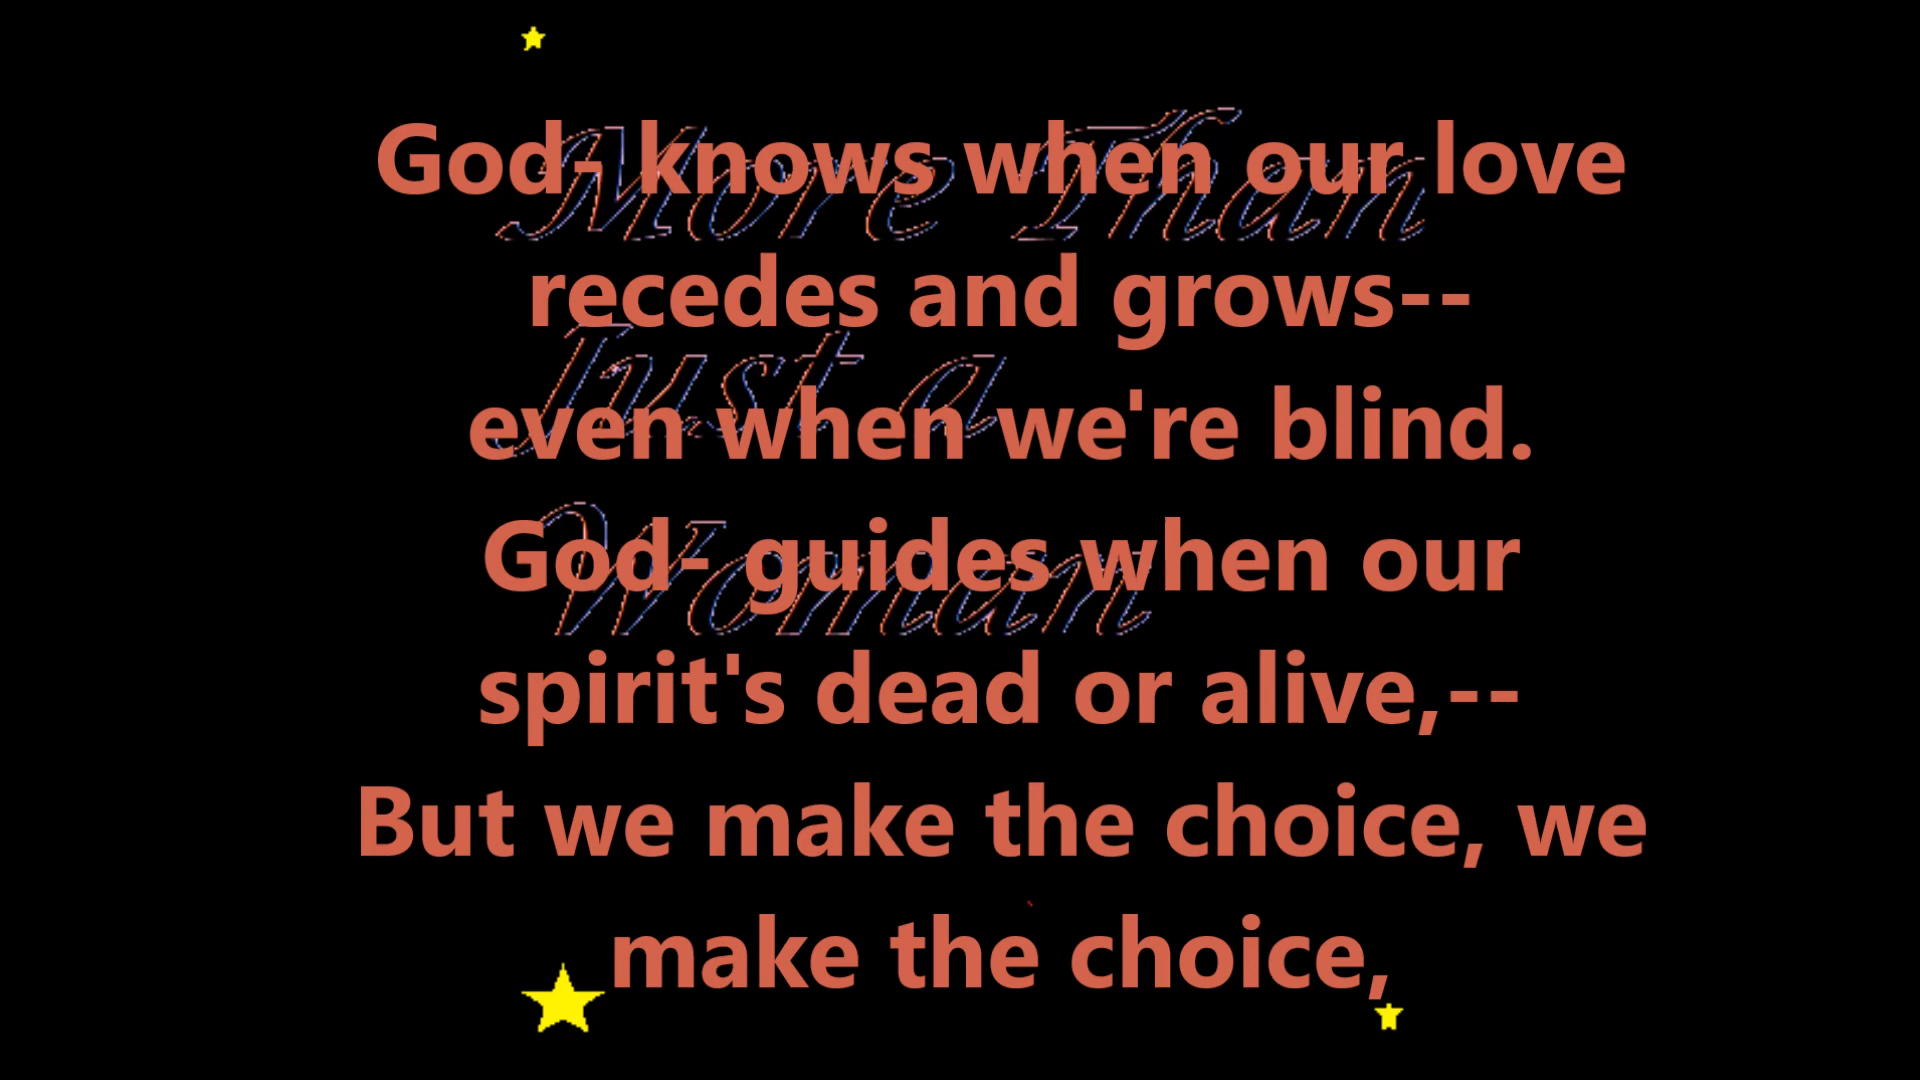 God- knows when our love
recedes and grows--
even when we're blind.
God- guides when our
spirit's dead or alive,--
But we make the choice, we
make the choice,
More Than
Just a
Woman